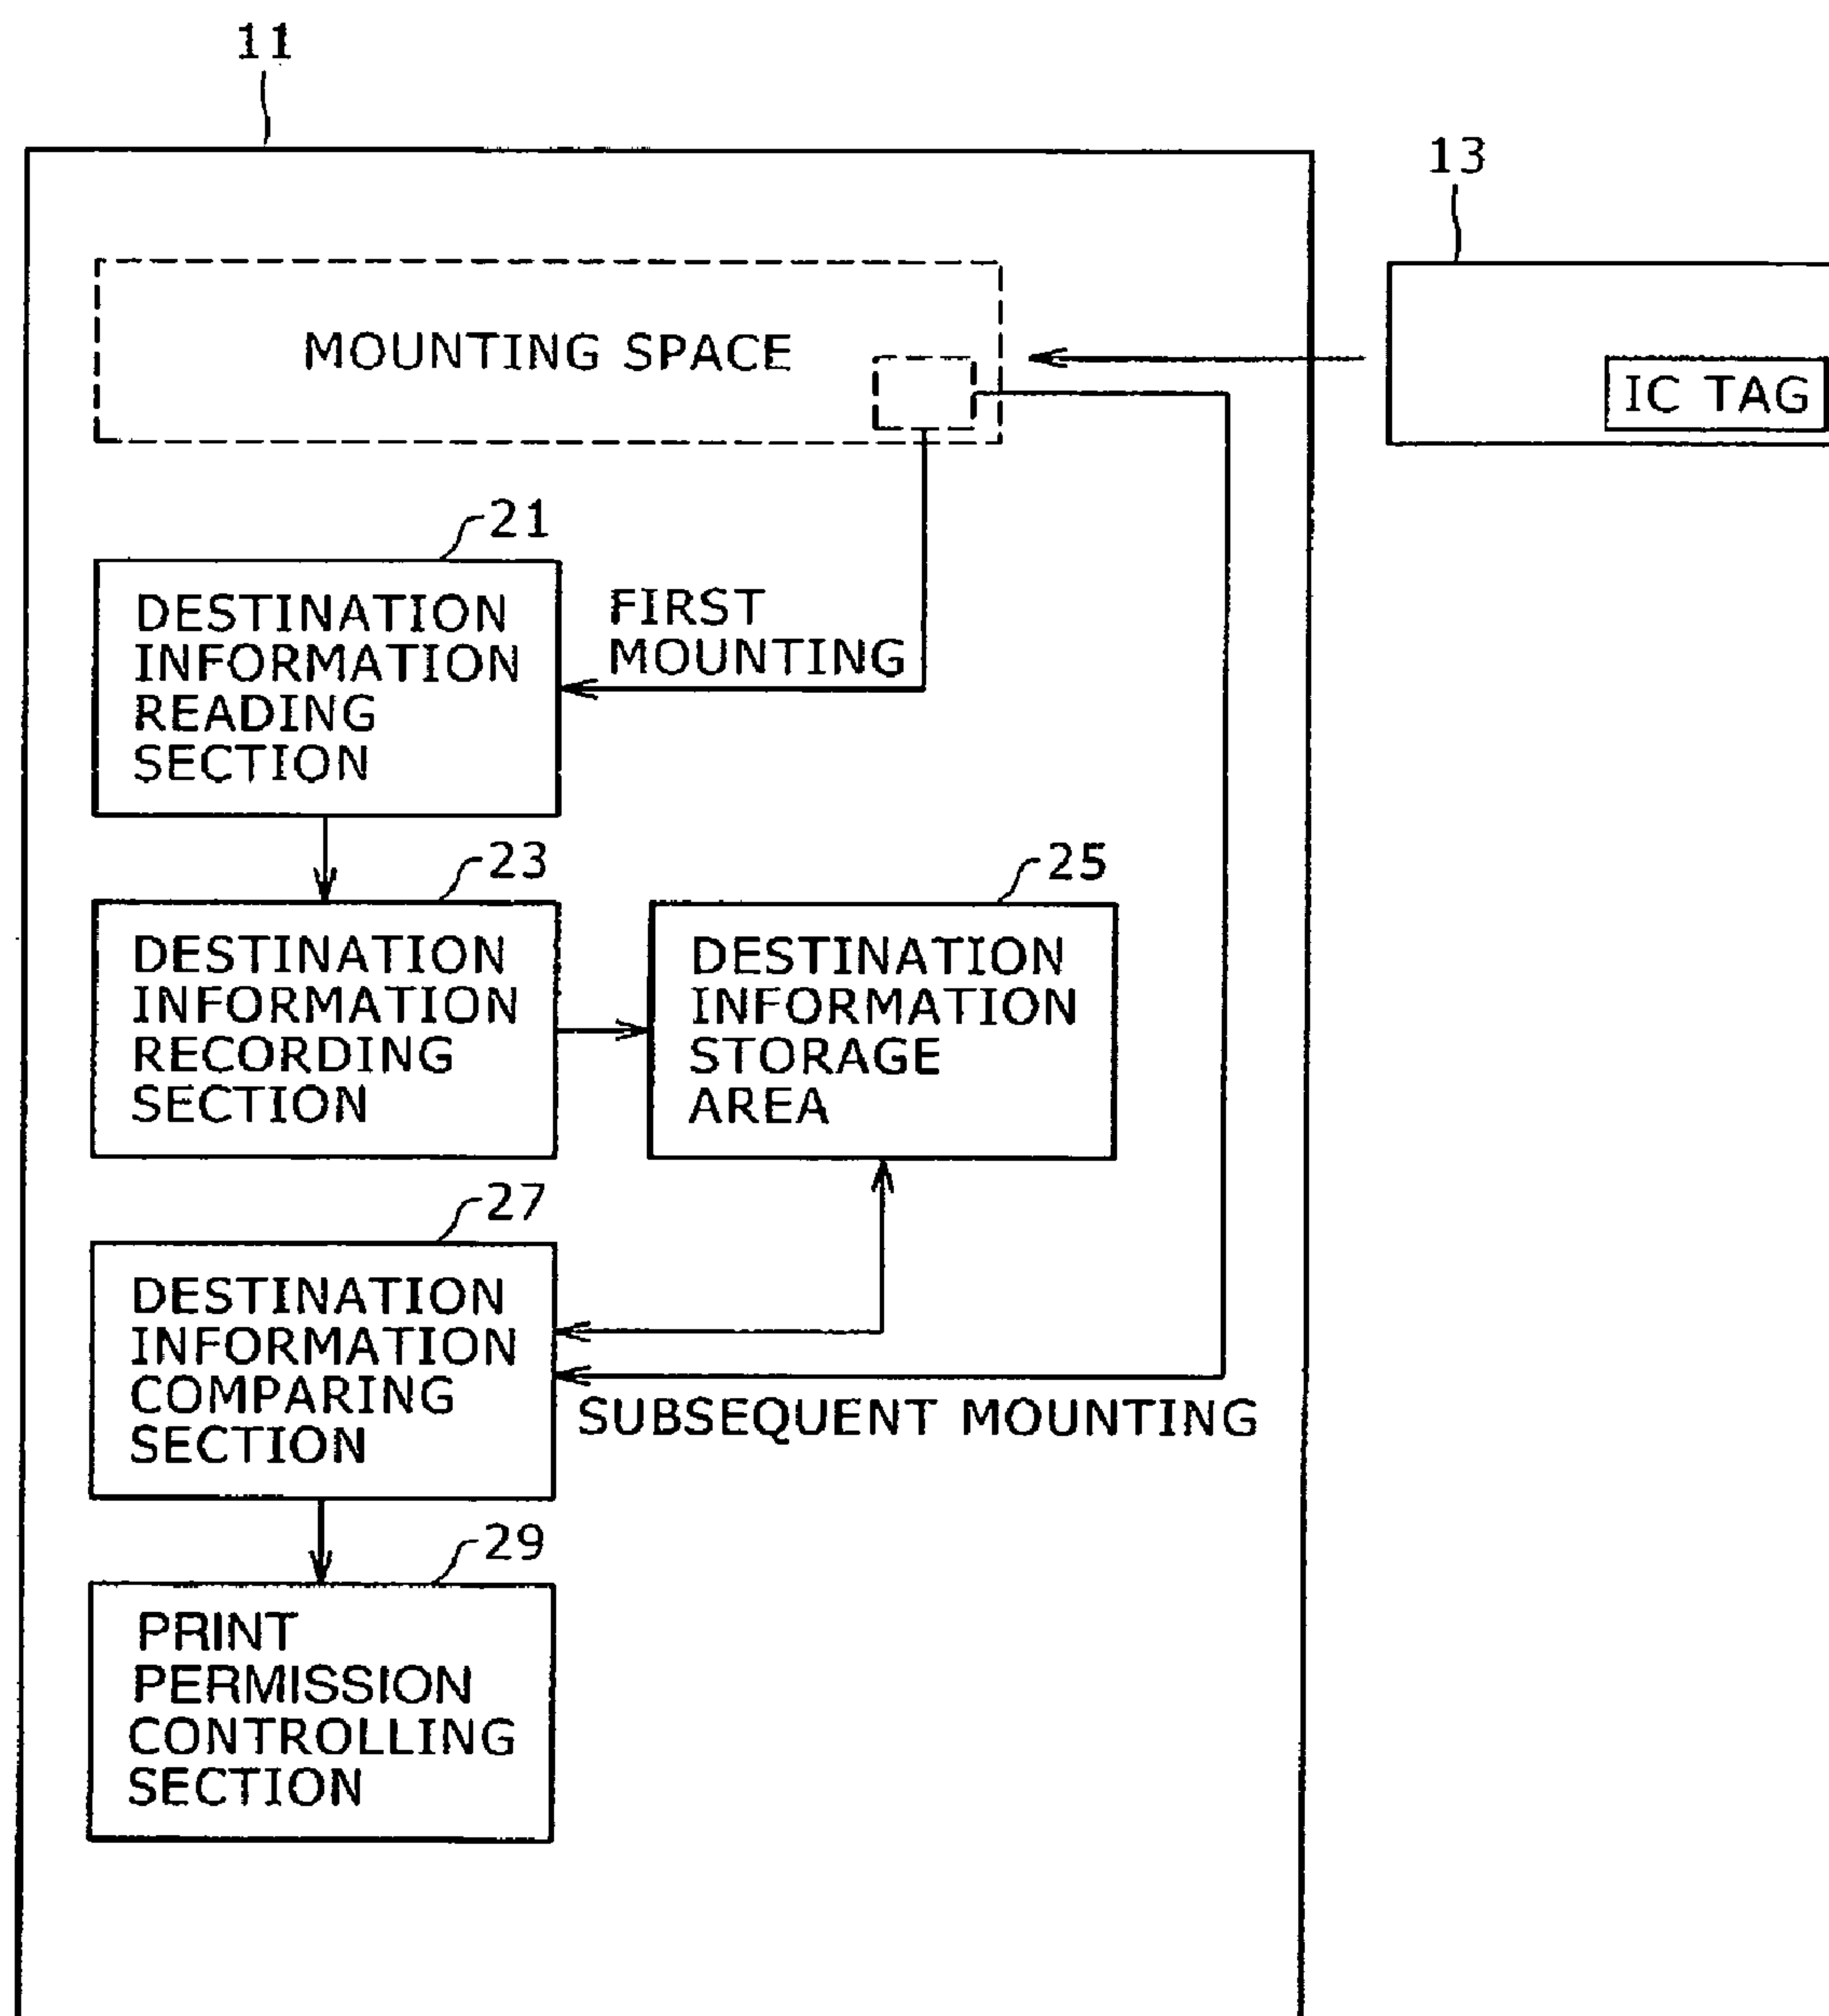 11
13
MOUNTING SPACE
IC TAG
21
DESTINATION
INFORMATION
READING
SECTION
FIRST
MOUNTING
23
DESTINATION
INFORMATION
RECORDING
SECTION
25
DESTINATION
INFORMATION
STORAGE
AREA
27
DESTINATION
INFORMATION
COMPARING
SECTION
SUBSEQUENT MOUNTING
29
PRINT
PERMISSION
CONTROLLING
SECTION